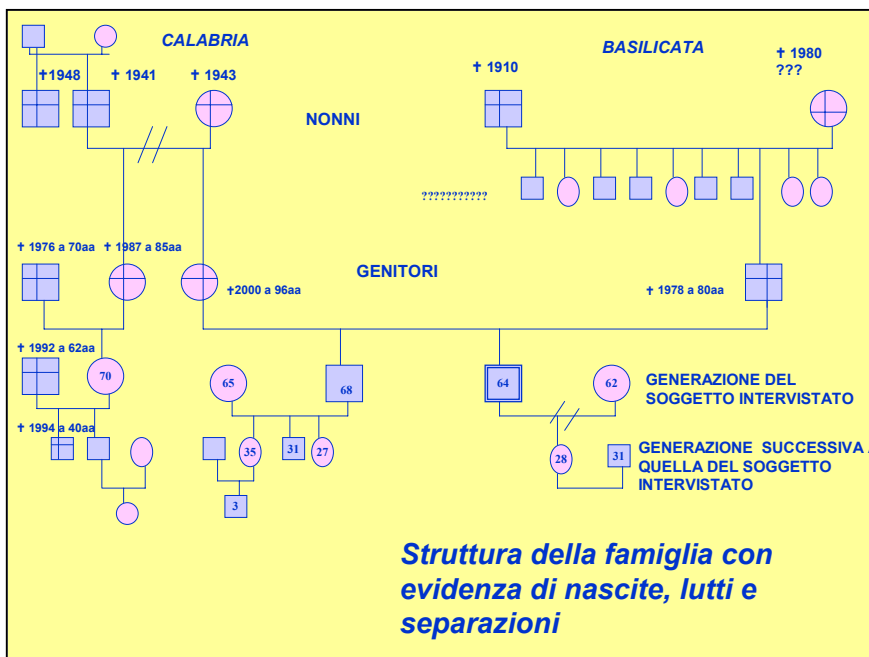 CALABRIA
BASILICATA
✝1948
✝ 1941
✝ 1943
✝ 1910
✝ 1980
???
NONNI
???????????
✝ 1976 a 70aa
✝ 1987 a 85aa
GENITORI
✝2000 a 96aa
✝ 1978 a 80aa
✝ 1992 a 62aa
70
65
68
64
62
GENERAZIONE DEL
SOGGETTO INTERVISTATO
✝ 1994 a 40aa
35
31
27
28
31
GENERAZIONE SUCCESSIVA
QUELLA DEL SOGGETTO
INTERVISTATO
3
Struttura della famiglia con
evidenza di nascite, lutti e
separazioni